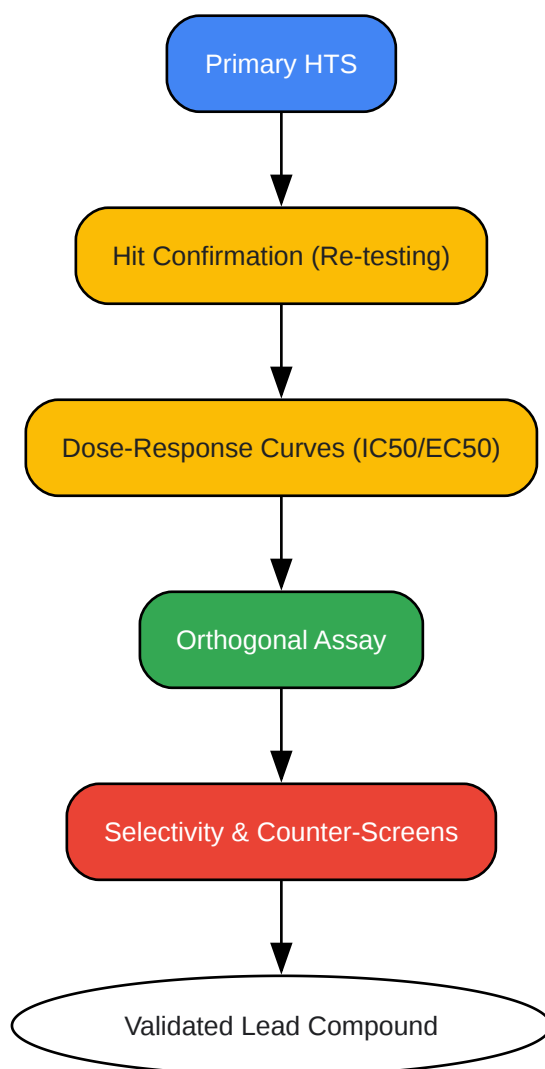 Primary HTS
Hit Confirmation (Re-testing)
Dose-Response Curves (IC50/EC50)
Orthogonal Assay
Selectivity & Counter-Screens
Validated Lead Compound